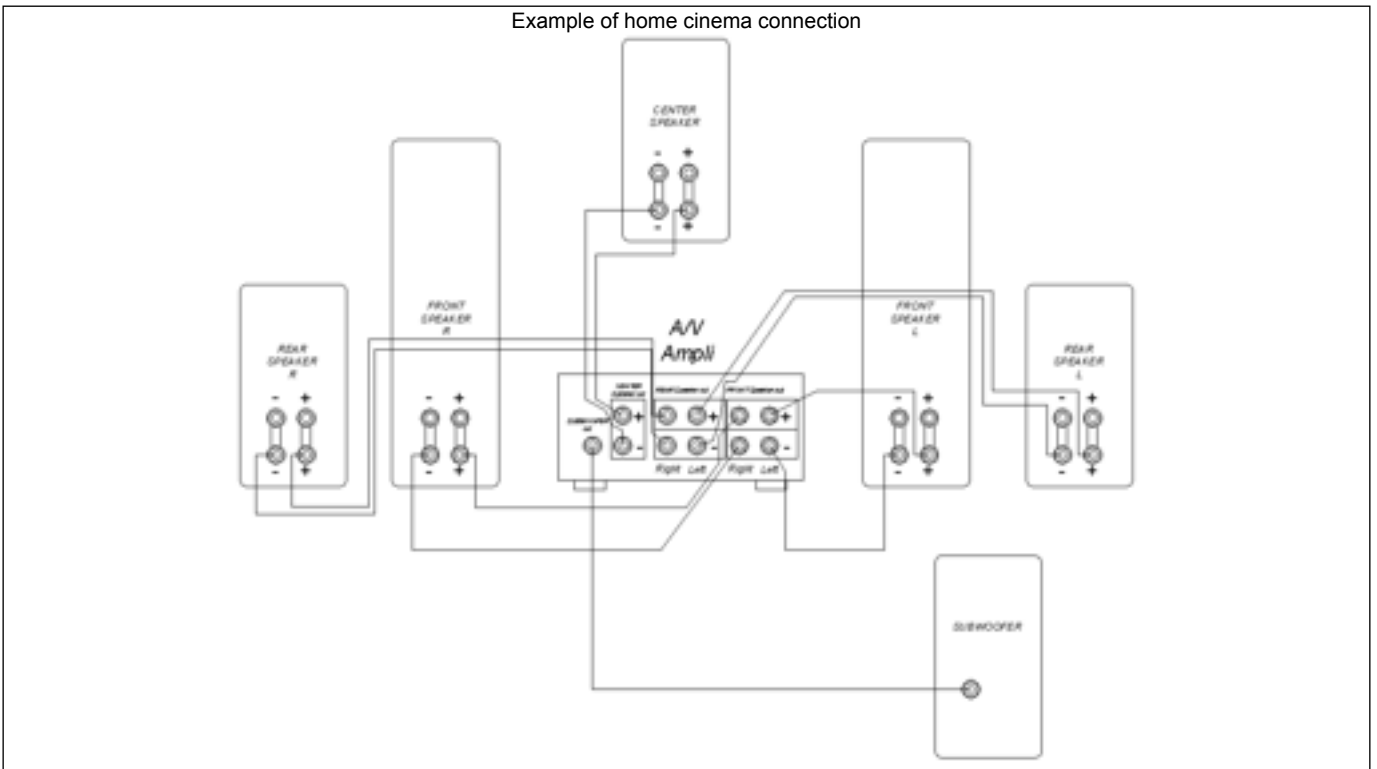 Example of home cinema connection
CENTER
SPEAKER
- +
- +
FRONT
SPEAKER
R
- +
- +
FRONT
SPEAKER
L
- +
- +
REAR
SPEAKER
R
- +
- +
REAR
SPEAKER
L
- +
- +
A/V
Ampli
CENTER
+ + +
- - -
Right Left Right Left
SUBWOOFER